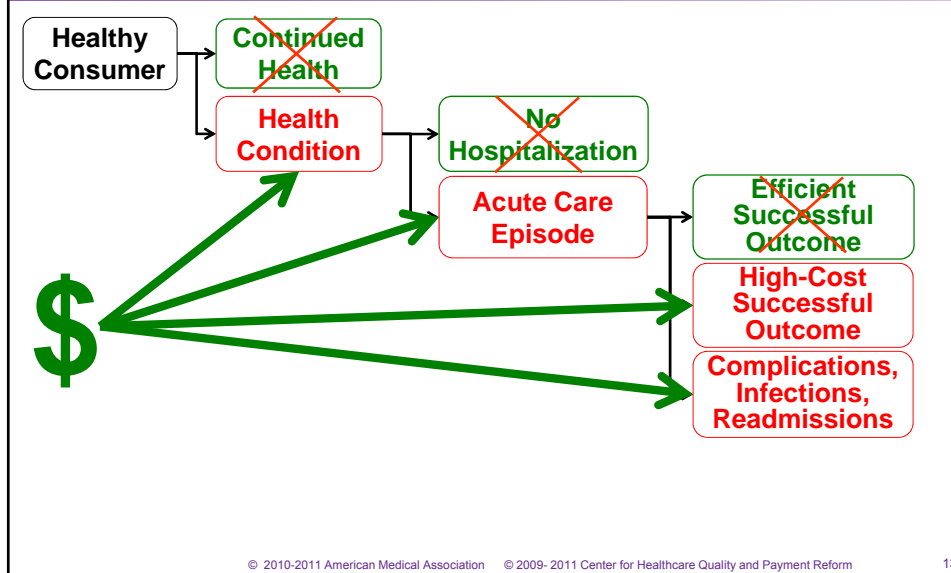 Healthy
Consumer
Continued
Health
Health
Condition
No
Hospitalization
Acute Care
Episode
Efficient
Successful
Outcome
$
High-Cost
Successful
Outcome
Complications,
Infections,
Readmissions
© 2010-2011 American Medical Association © 2009- 2011 Center for Healthcare Quality and Payment Reform